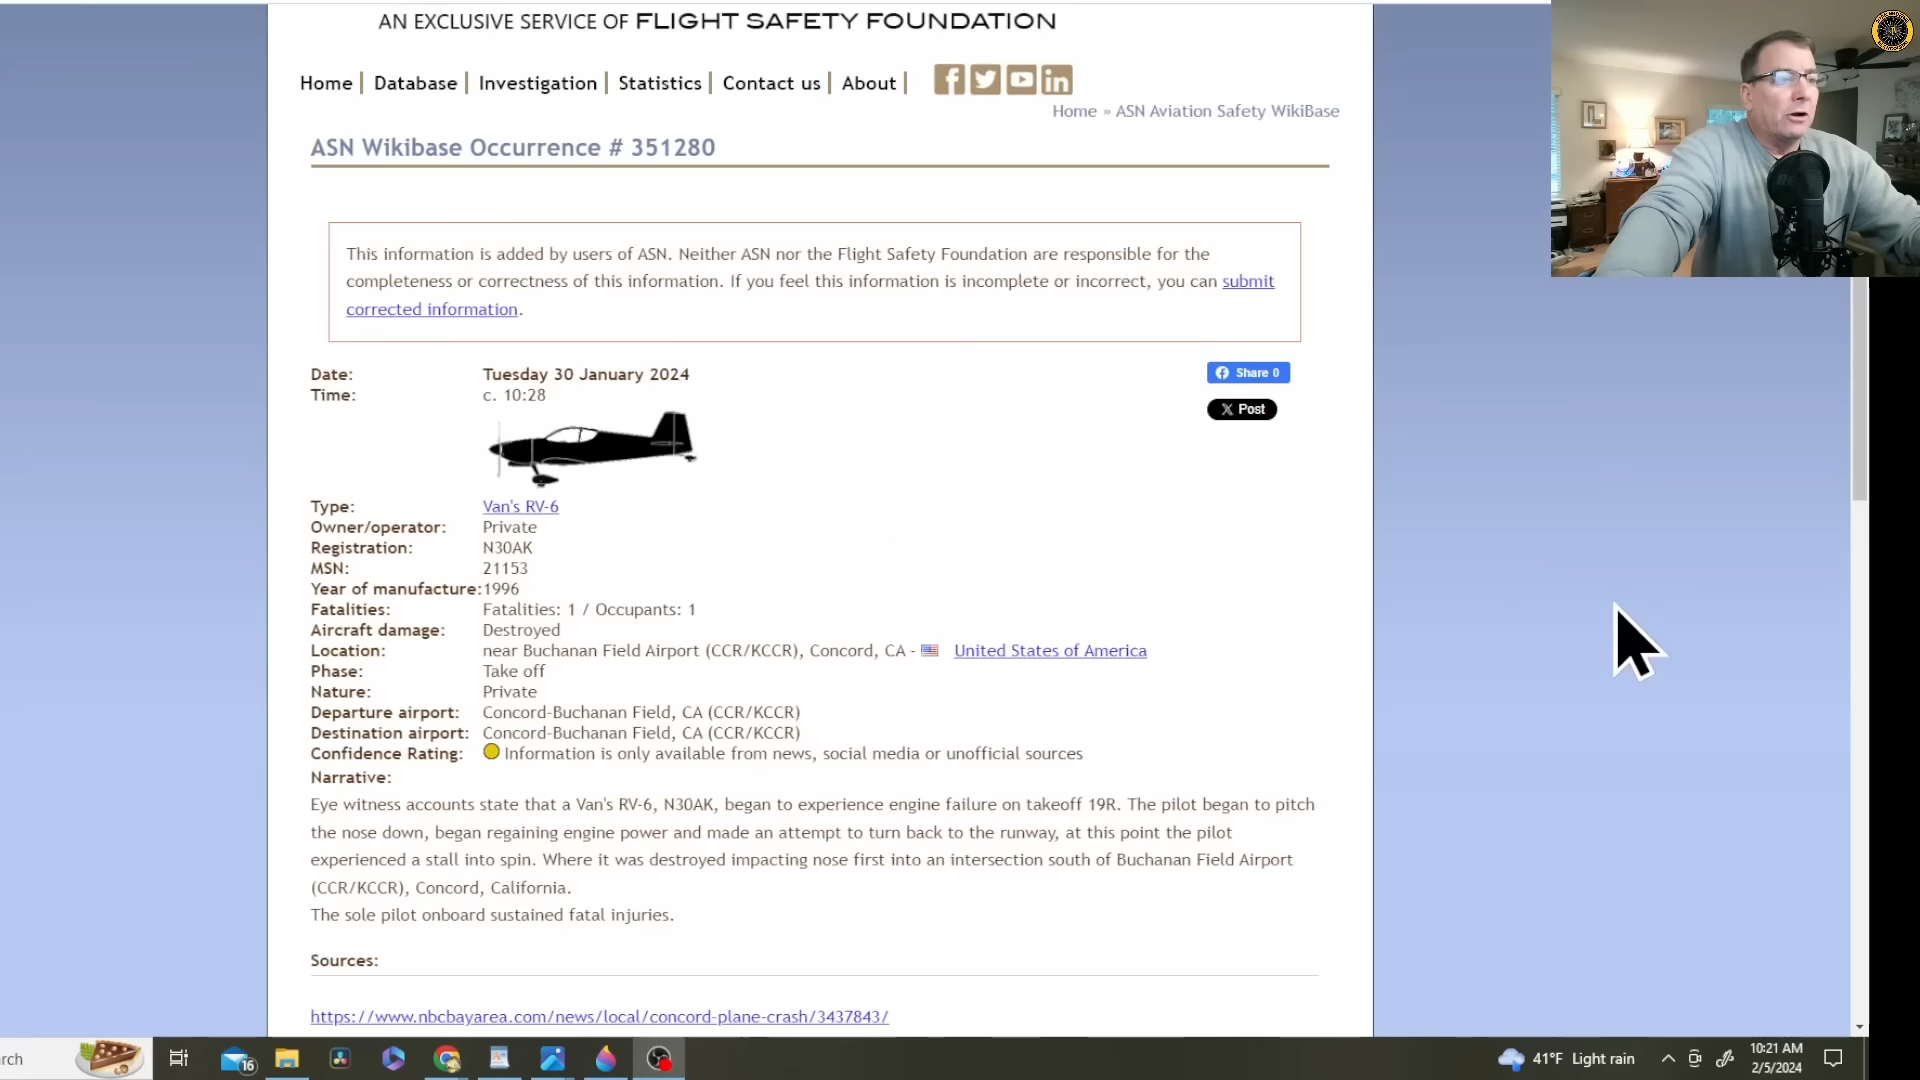 AN EXCLUSIVE SERVICE OF FLIGHT SAFETY FOUNDATION
Home | Database | Investigation | Statistics | Contact us | About |
Home » ASN Aviation Safety WikiBase
ASN Wikibase Occurrence # 351280
This information is added by users of ASN. Neither ASN nor the Flight Safety Foundation are responsible for the
completeness or correctness of this information. If you feel this information is incomplete or incorrect, you can submit
corrected information.
Date: Tuesday 30 January 2024
Share 0
Time: c. 10:28
Post
Type: Van's RV-6
Owner/operator: Private
Registration: N30AK
MSN: 21153
Year of manufacture: 1996
Fatalities: Fatalities: 1 / Occupants: 1
Aircraft damage: Destroyed
Location: near Buchanan Field Airport (CCR/KCCR), Concord, CA - United States of America
Phase: Take off
Nature: Private
Departure airport: Concord-Buchanan Field, CA (CCR/KCCR)
Destination airport: Concord-Buchanan Field, CA (CCR/KCCR)
Confidence Rating: Information is only available from news, social media or unofficial sources
Narrative:
Eye witness accounts state that a Van's RV-6, N30AK, began to experience engine failure on takeoff 19R. The pilot began to pitch
the nose down, began regaining engine power and made an attempt to turn back to the runway, at this point the pilot
experienced a stall into spin. Where it was destroyed impacting nose first into an intersection south of Buchanan Field Airport
(CCR/KCCR), Concord, California.
The sole pilot onboard sustained fatal injuries.
Sources:
https://www.nbcbayarea.com/news/local/concord-plane-crash/3437843/
rch
16
41°F Light rain
10:21 AM
2/5/2024